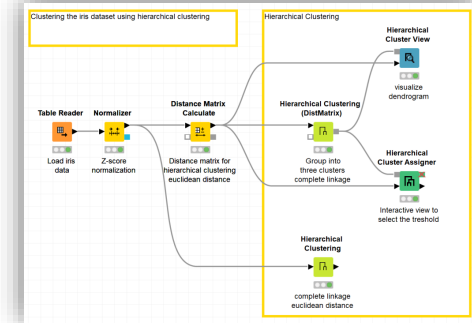 Clustering the iris dataset using hierarchical clustering
Hierarchical Clustering
Hierarchical
Cluster View
visualize
dendrogram
Table Reader
Load iris
data
Normalizer
Z-score
normalization
Distance Matrix
Calculate
Distance matrix for
hierarchical clustering
euclidean distance
Hierarchical Clustering
(DistMatrix)
Group into
three clusters
complete linkage
Hierarchical
Cluster Assigner
Interactive view to
select the treshold
Hierarchical
Clustering
complete linkage
euclidean distance